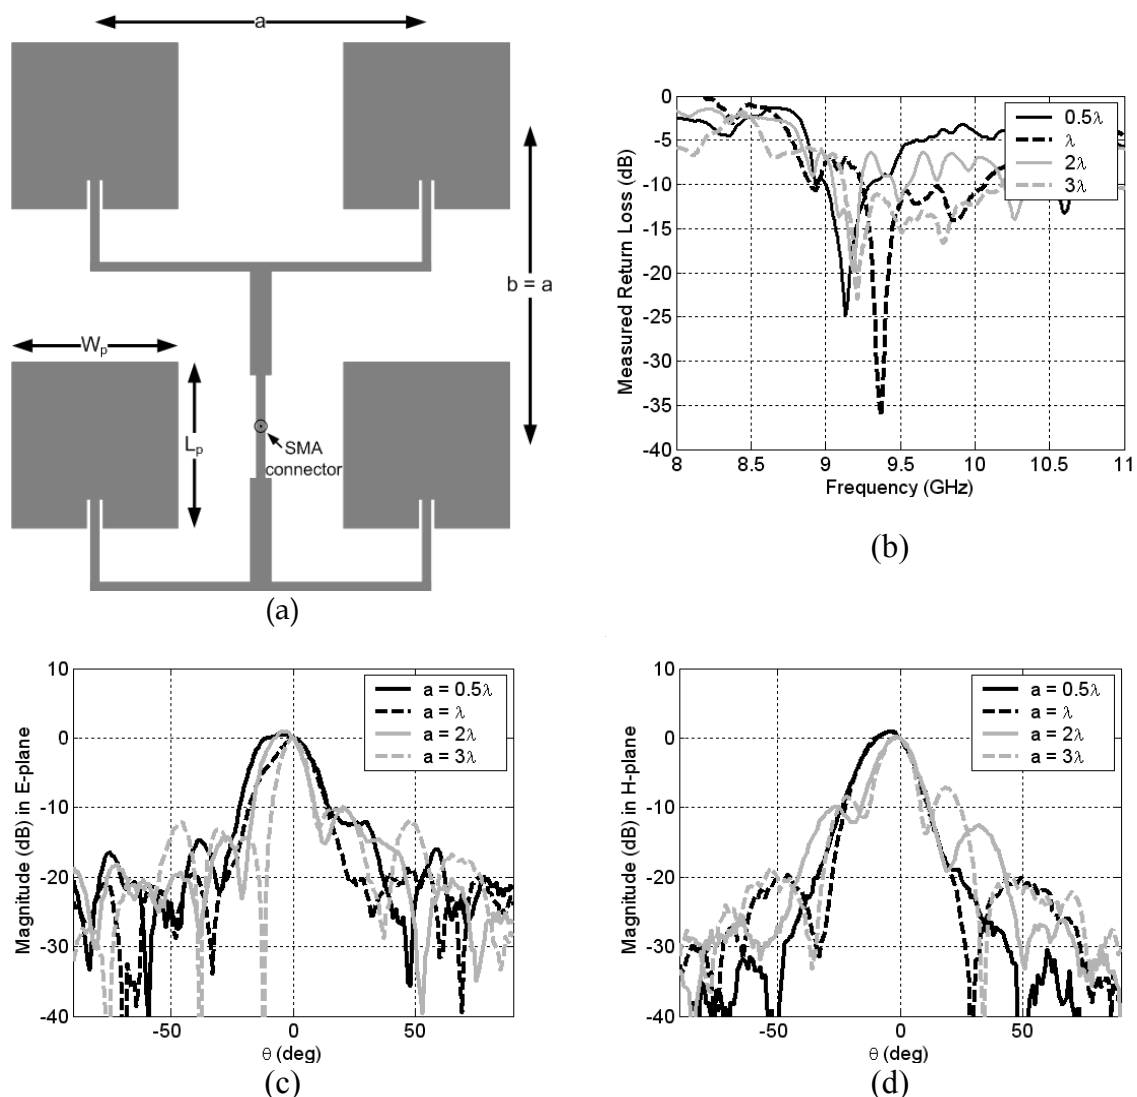 a
b = a
Wₚ
Lₚ
SMA
connector
(a)
0
-5
-10
-15
-20
-25
-30
-35
-40
Measured Return Loss (dB)
0.5λ
λ
2λ
3λ
8
8.5
9
9.5
10
10.5
11
Frequency (GHz)
(b)
10
0
-10
-20
-30
-40
Magnitude (dB) in E-plane
a = 0.5λ
a = λ
a = 2λ
a = 3λ
-50
0
50
θ (deg)
(c)
10
0
-10
-20
-30
-40
Magnitude (dB) in H-plane
a = 0.5λ
a = λ
a = 2λ
a = 3λ
-50
0
50
θ (deg)
(d)